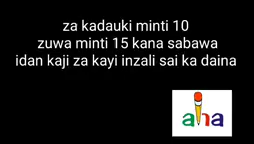 za kadauki minti 10
zuwa minti 15 kana sabawa
idan kaji za kayi inzali sai ka daina
aha